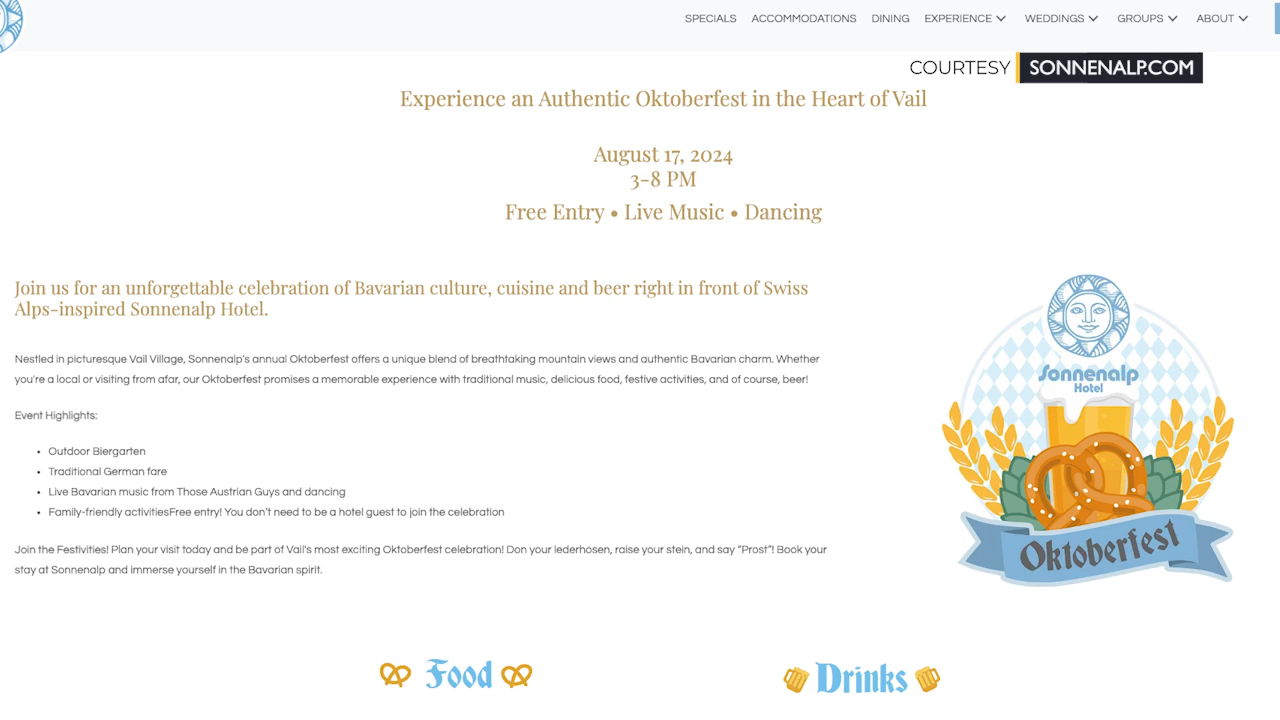 SPECIALS ACCOMMODATIONS DINING EXPERIENCE WEDDINGS GROUPS ABOUT
COURTESY SONNENALP.COM
Experience an Authentic Oktoberfest in the Heart of Vail
August 17, 2024
3-8 PM
Free Entry • Live Music • Dancing
Join us for an unforgettable celebration of Bavarian culture, cuisine and beer right in front of Swiss
Alps-inspired Sonnenalp Hotel.
Nestled in picturesque Vail Village, Sonnenalp's annual Oktoberfest offers a unique blend of breathtaking mountain views and authentic Bavarian charm. Whether
you're a local or visiting from afar, our Oktoberfest promises a memorable experience with traditional music, delicious food, festive activities, and of course, beer!
Event Highlights:
• Outdoor Biergarten
• Traditional German fare
• Live Bavarian music from Those Austrian Guys and dancing
• Family-friendly activitiesFree entry! You don't need to be a hotel guest to join the celebration
Join the Festivities! Plan your visit today and be part of Vail's most exciting Oktoberfest celebration! Don your lederhosen, raise your stein, and say "Prost"! Book your
stay at Sonnenalp and immerse yourself in the Bavarian spirit.
Sonnenalp
Hotel
Oktoberfest
Food Drinks